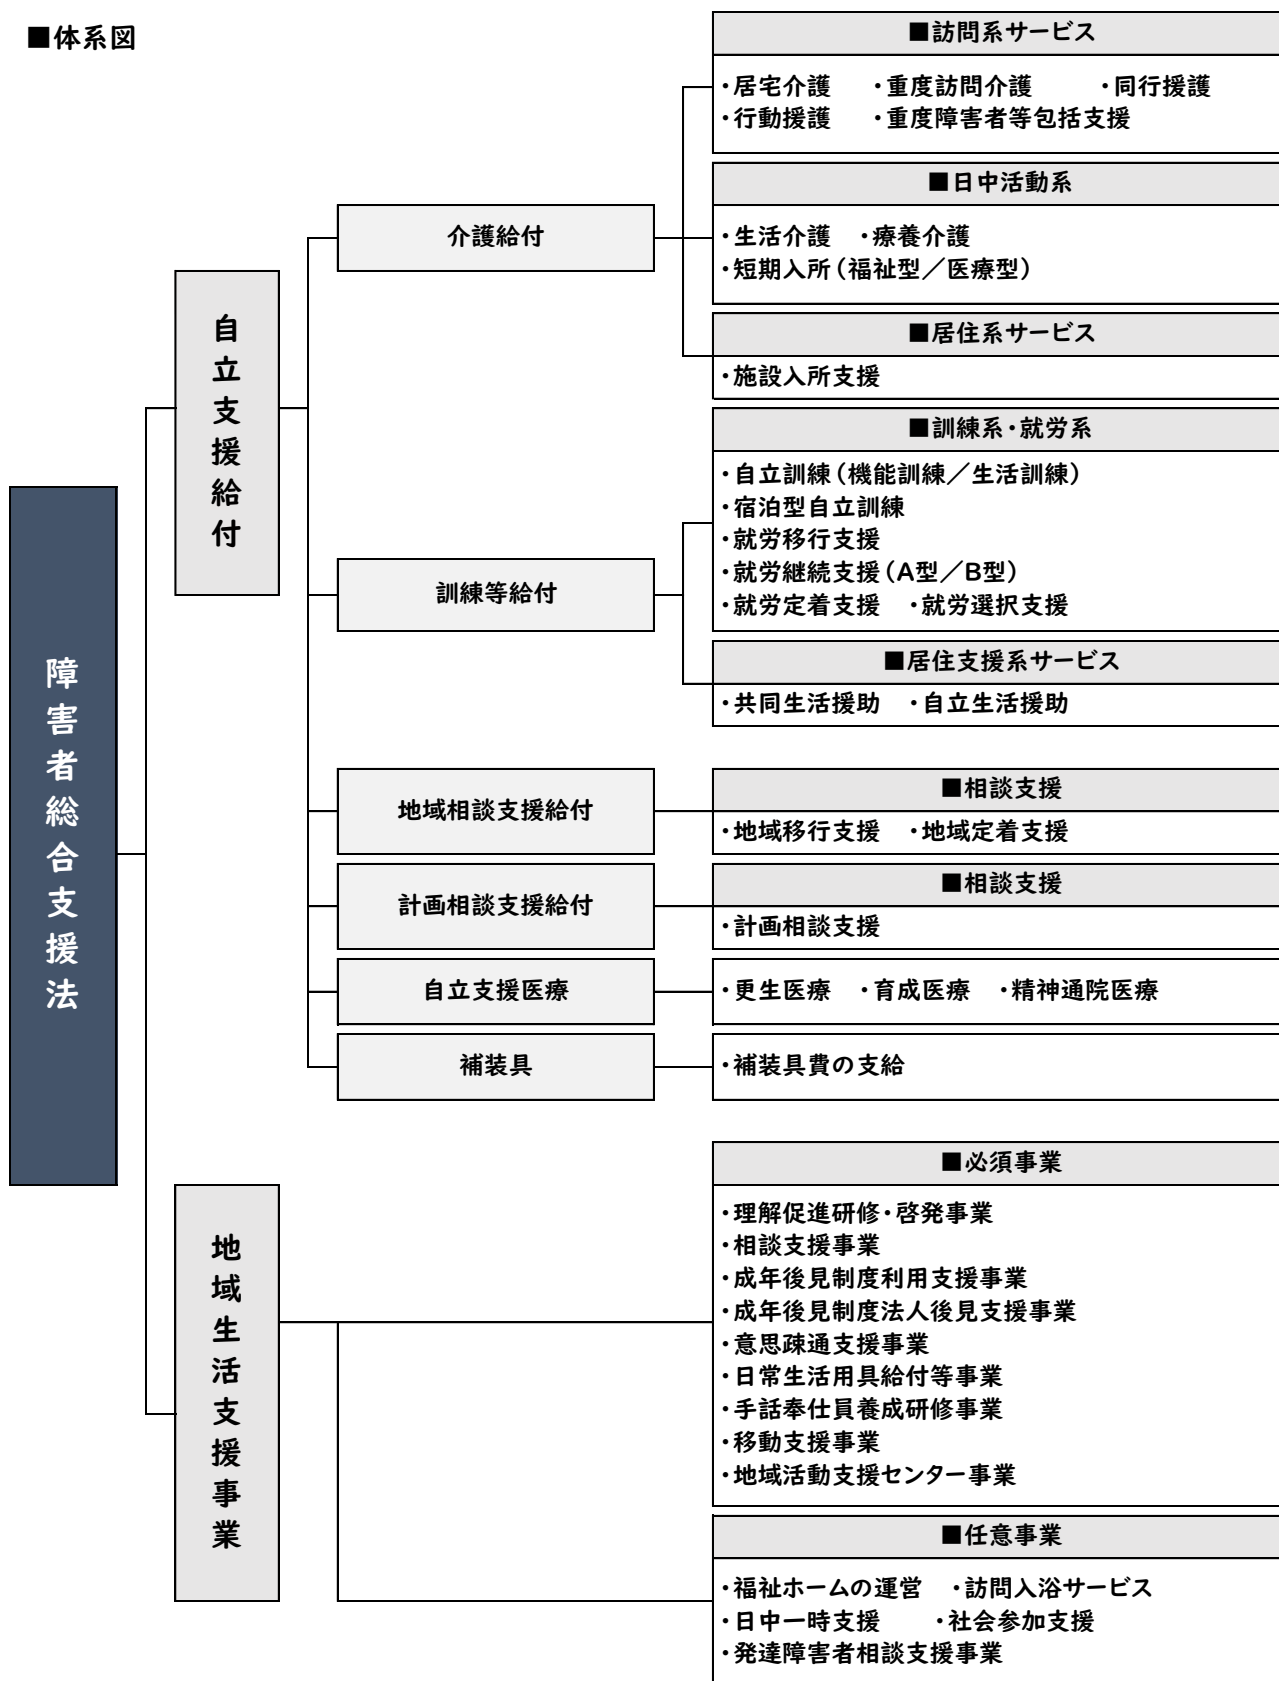 ■体系図
障害者総合支援法
自立支援給付
介護給付
■訪問系サービス
・居宅介護　・重度訪問介護　　・同行援護
・行動援護　・重度障害者等包括支援
■日中活動系
・生活介護　・療養介護
・短期入所（福祉型／医療型）
■居住系サービス
・施設入所支援
訓練等給付
■訓練系・就労系
・自立訓練（機能訓練／生活訓練）
・宿泊型自立訓練
・就労移行支援
・就労継続支援（A型／B型）
・就労定着支援　・就労選択支援
■居住支援系サービス
・共同生活援助　・自立生活援助
地域相談支援給付
■相談支援
・地域移行支援　・地域定着支援
計画相談支援給付
■相談支援
・計画相談支援
自立支援医療
・更生医療　・育成医療　・精神通院医療
補装具
・補装具費の支給
地域生活支援事業
■必須事業
・理解促進研修・啓発事業
・相談支援事業
・成年後見制度利用支援事業
・成年後見制度法人後見支援事業
・意思疎通支援事業
・日常生活用具給付等事業
・手話奉仕員養成研修事業
・移動支援事業
・地域活動支援センター事業
■任意事業
・福祉ホームの運営　・訪問入浴サービス
・日中一時支援　　・社会参加支援
・発達障害者相談支援事業